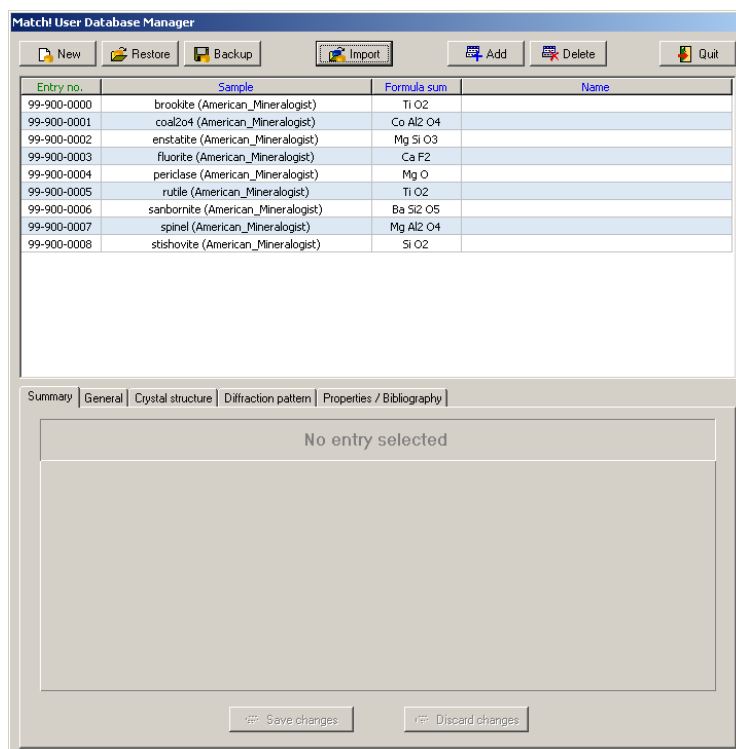 Match! User Database Manager
New Restore Backup Import Add Delete Quit
Entry no. Sample Formula sum Name
99-900-0000 brookite (American_Mineralogist) Ti O2
99-900-0001 coal2o4 (American_Mineralogist) Co Al2 O4
99-900-0002 enstatite (American_Mineralogist) Mg Si O3
99-900-0003 fluorite (American_Mineralogist) Ca F2
99-900-0004 periclase (American_Mineralogist) Mg O
99-900-0005 rutile (American_Mineralogist) Ti O2
99-900-0006 sanbornite (American_Mineralogist) Ba Si2 O5
99-900-0007 spinel (American_Mineralogist) Mg Al2 O4
99-900-0008 stishovite (American_Mineralogist) Si O2
Summary General Crystal structure Diffraction pattern Properties / Bibliography
No entry selected
Save changes Discard changes